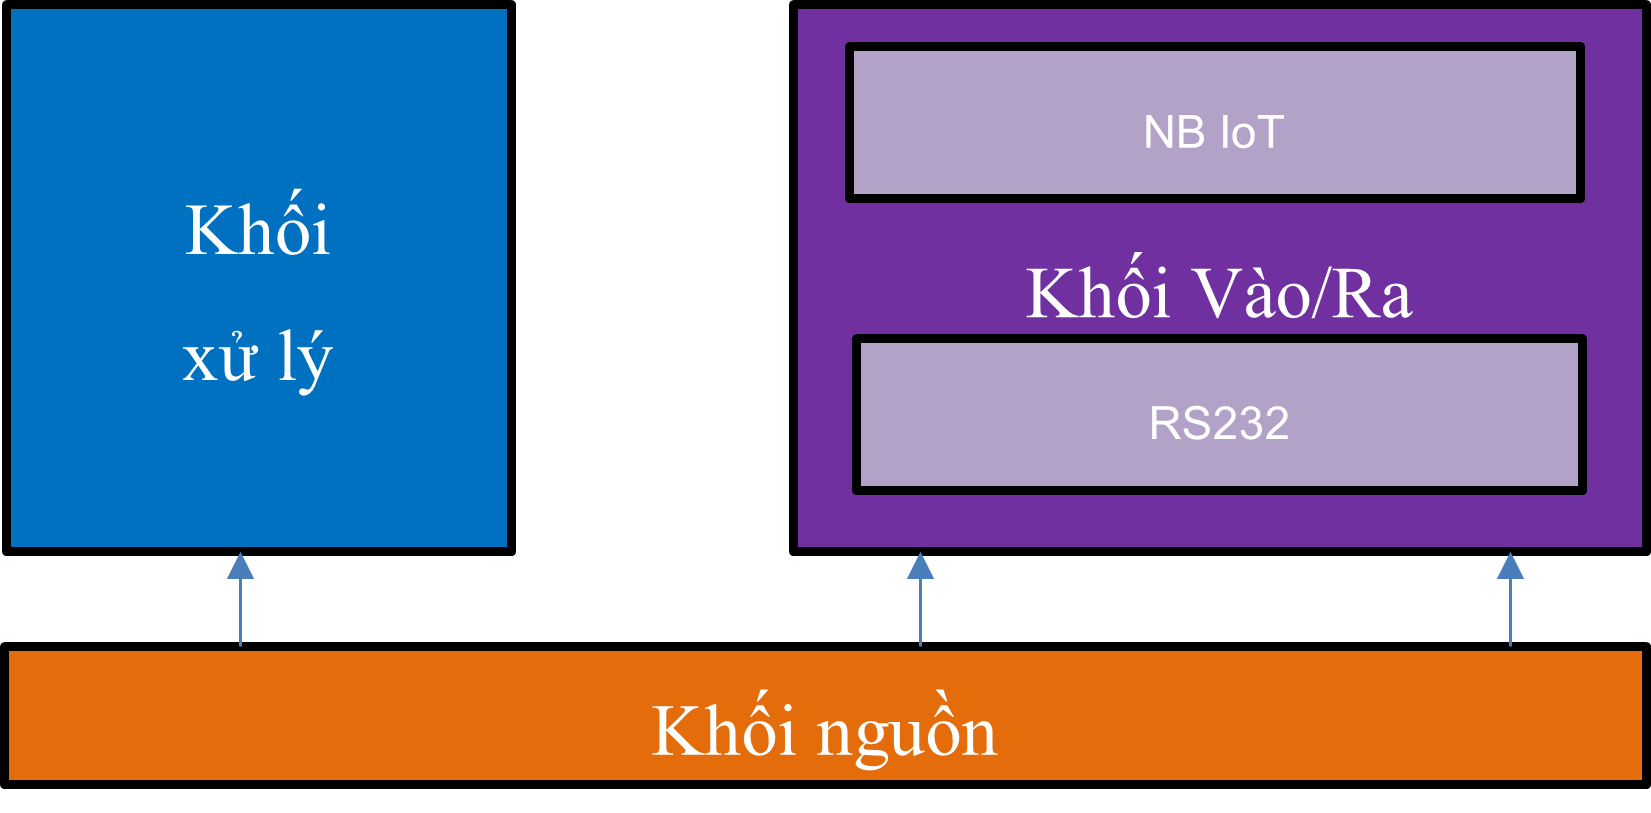 Khối
xử lý
NB IoT
Khối Vào/Ra
RS232
Khối nguồn